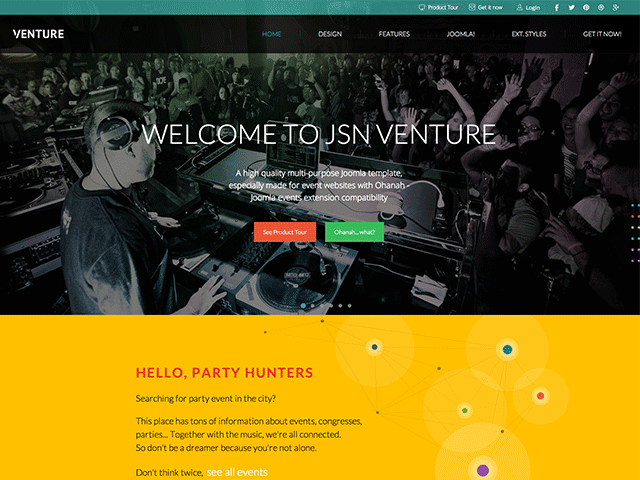 Product Tour Get it now Login
VENTURE
HOME DESIGN FEATURES JOOMLA! EXT. STYLES GET IT NOW!
WELCOME TO JSN VENTURE
A high quality multi-purpose Joomla template,
especially made for event websites with Ohanah -
Joomla events extension compatibility
See Product Tour Ohanah... what?
HELLO, PARTY HUNTERS
Searching for party event in the city?
This place has tons of information about events, congresses,
parties... Together with the music, we're all connected.
So don't be a dreamer because you're not alone.
Don't think twice, see all events